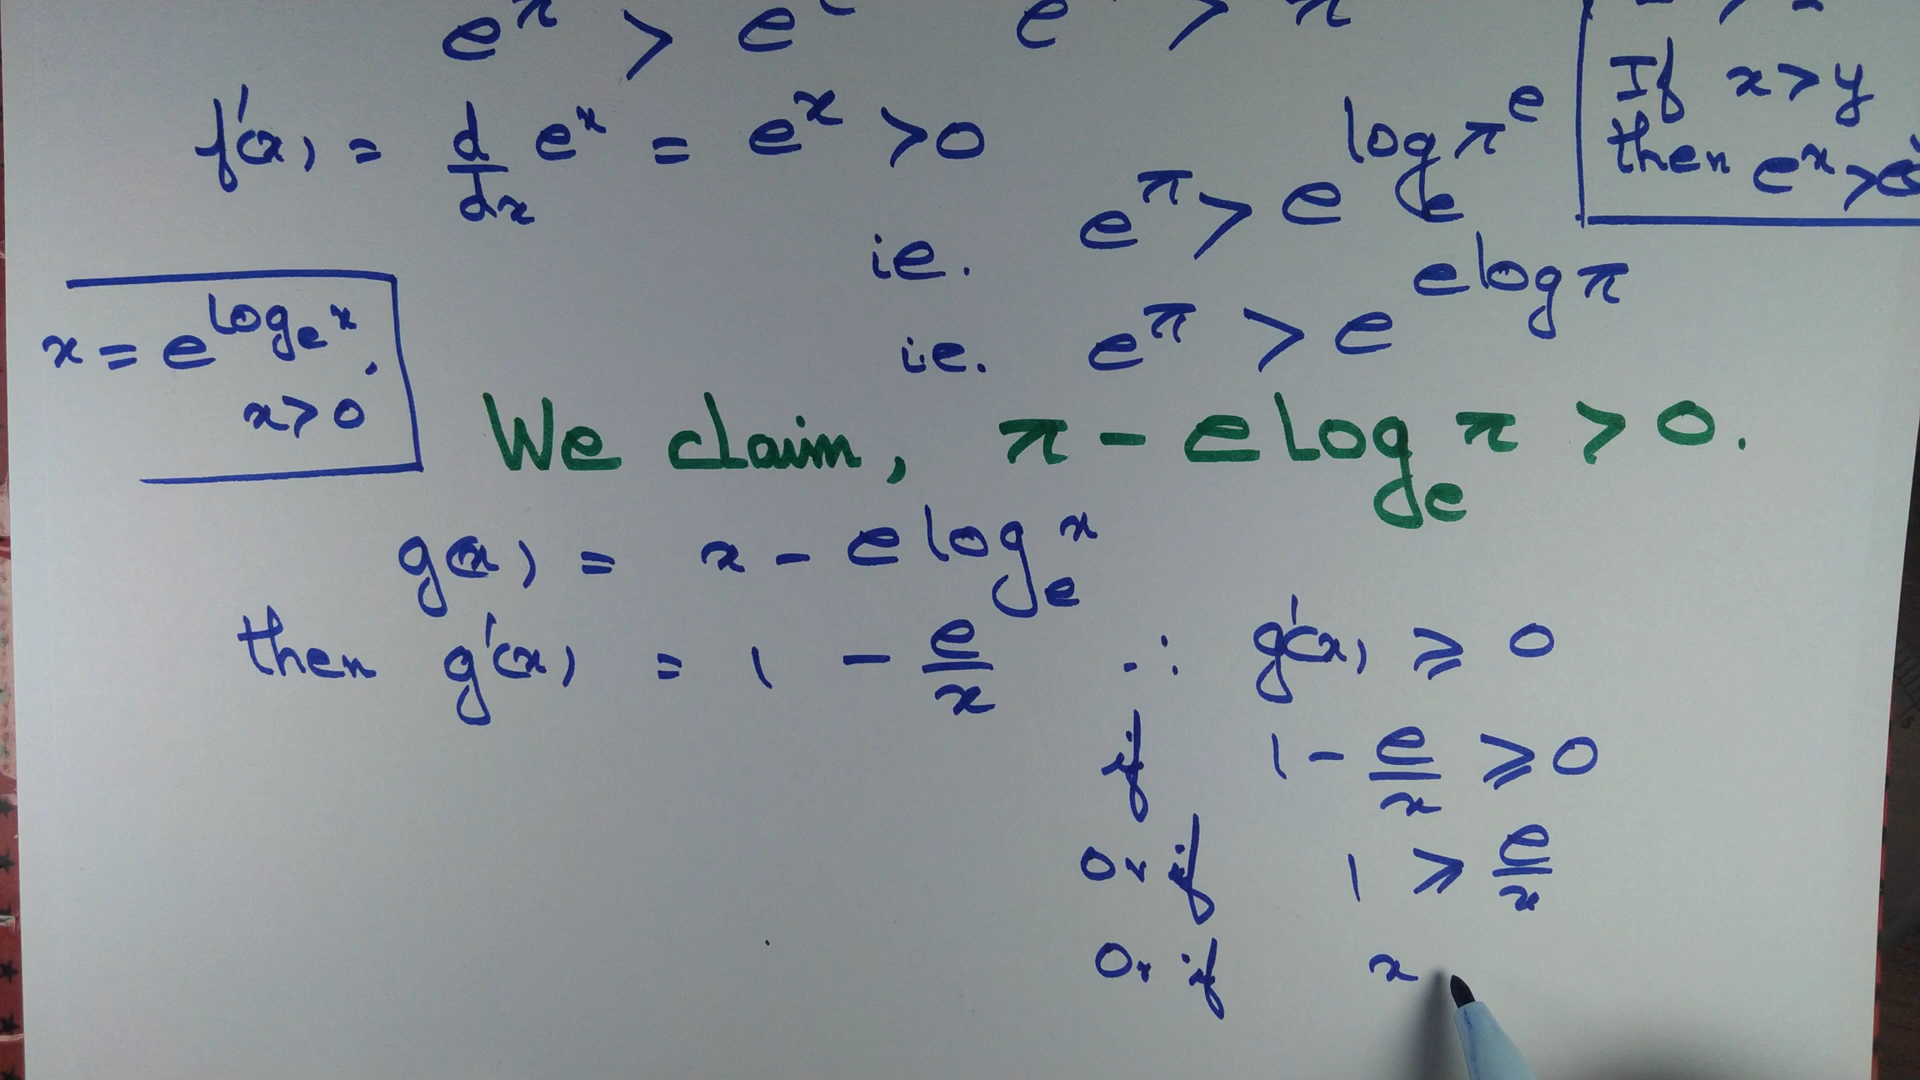 e^π > e e > π
If x > y
f'(x) = d/dx e^x = e^x > 0
then e^x > e
ie. e^π > e^{log_e π^e}
x = e^{log_e x}.
x > 0
ie. e^π > e^{e log π}
We claim, π - e log_e π > 0.
g(x) = x - e log_e x
then g'(x) = 1 - e/x ∴ g'(x) ⩾ 0
if 1 - e/x ⩾ 0
Or if 1 ⩾ e/x
Or if x